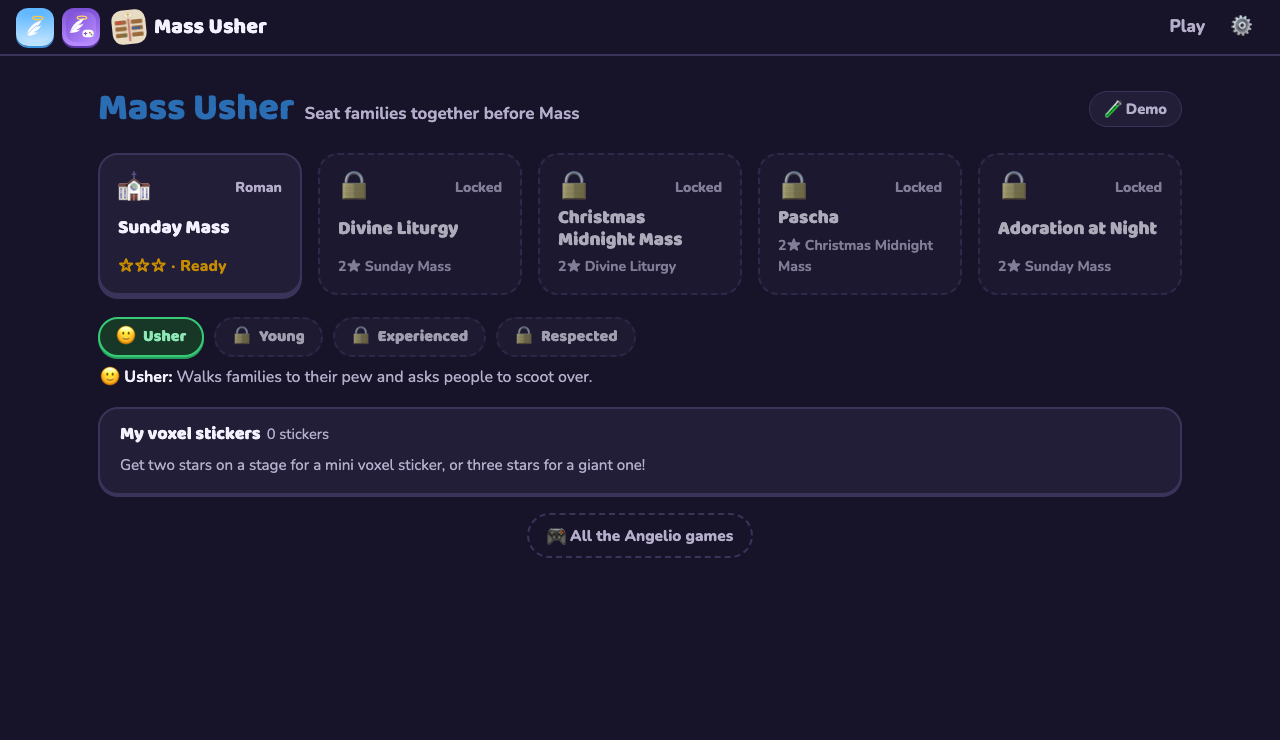 Mass Usher
Play
Mass Usher Seat families together before Mass
Demo
Roman
Sunday Mass
☆☆☆ · Ready
Locked
Divine Liturgy
2★ Sunday Mass
Locked
Christmas
Midnight Mass
2★ Divine Liturgy
Locked
Pascha
2★ Christmas Midnight
Mass
Locked
Adoration at Night
2★ Sunday Mass
Usher
Young
Experienced
Respected
Usher: Walks families to their pew and asks people to scoot over.
My voxel stickers 0 stickers
Get two stars on a stage for a mini voxel sticker, or three stars for a giant one!
All the Angelio games